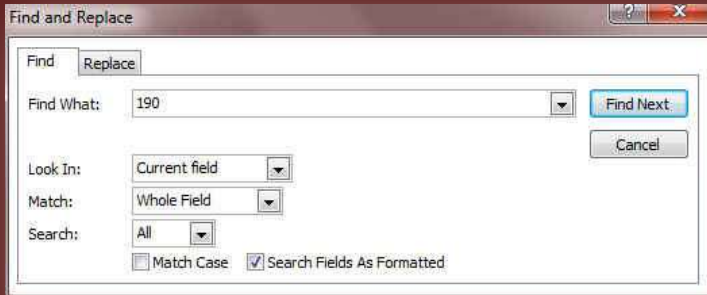 Find and Replace
Find Replace
Find What: 190 Find Next
Cancel
Look In: Current field
Match: Whole Field
Search: All
Match Case Search Fields As Formatted